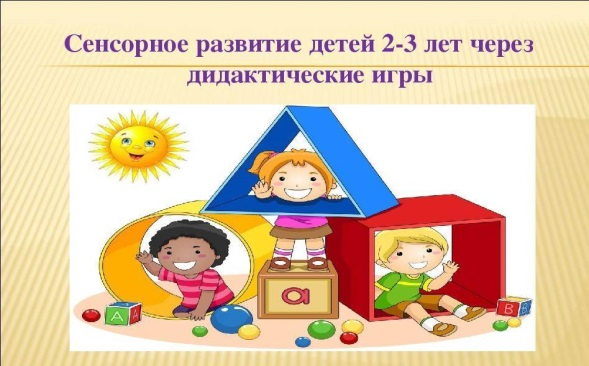 Сенсорное развитие детей 2-3 лет через
дидактические игры
A
a
B